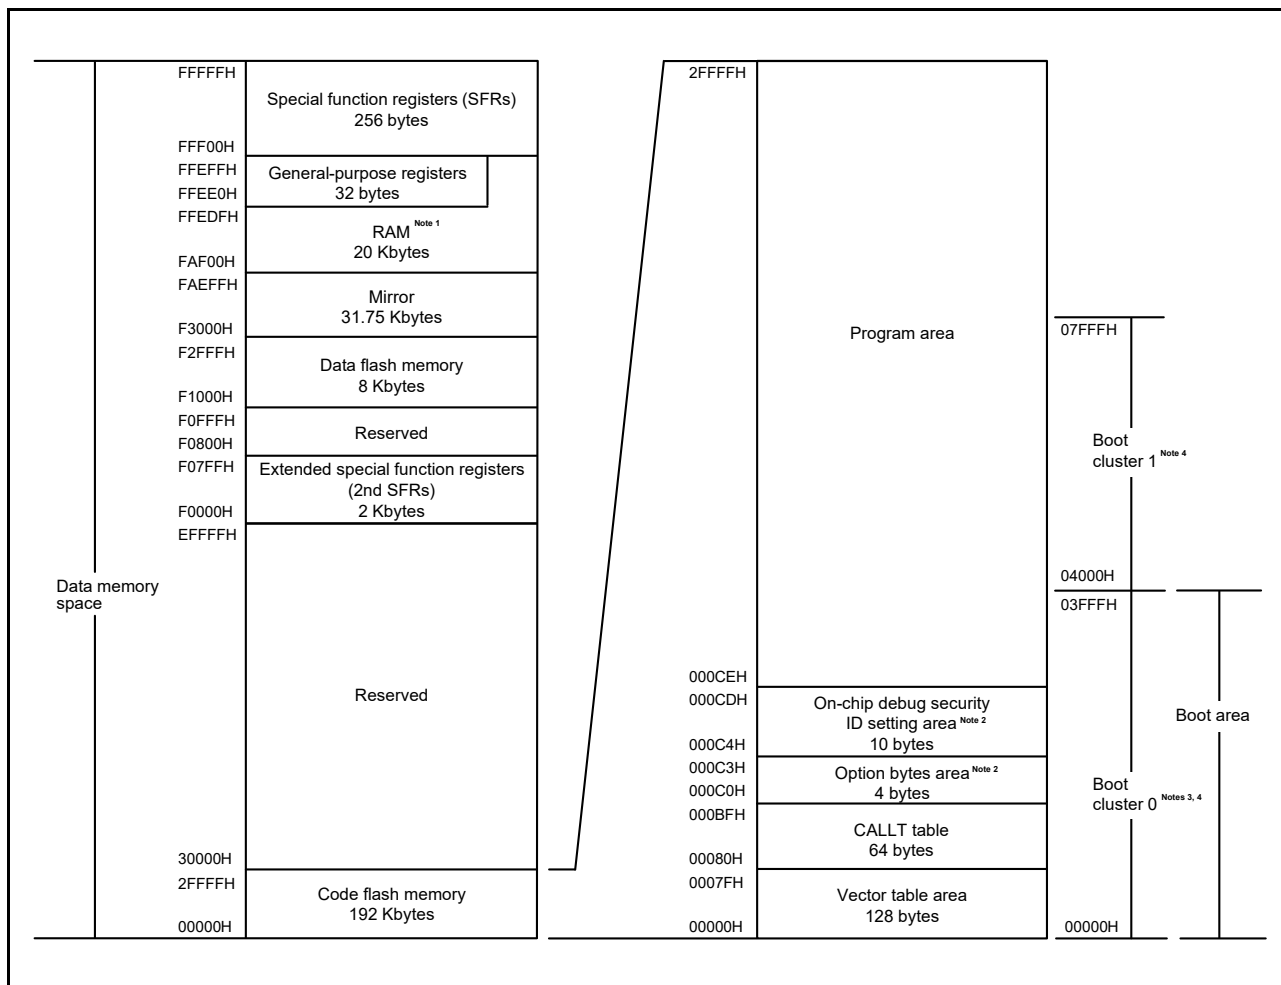 FFFFFH
Special function registers (SFRs)
256 bytes
FFF00H
FFEFFH
General-purpose registers
32 bytes
FFEE0H
FFEDFH
RAM Note 1
20 Kbytes
FAF00H
FAEFFH
Mirror
31.75 Kbytes
F3000H
F2FFFH
Data flash memory
8 Kbytes
F1000H
F0FFFH
Reserved
F0800H
F07FFH
Extended special function registers
(2nd SFRs)
2 Kbytes
F0000H
EFFFFH
Data memory
space
Reserved
30000H
2FFFFH
Code flash memory
192 Kbytes
00000H
2FFFFH
Program area
000CEH
000CDH
On-chip debug security
ID setting area Note 2
10 bytes
000C4H
000C3H
Option bytes area Note 2
4 bytes
000C0H
000BFH
CALLT table
64 bytes
00080H
0007FH
Vector table area
128 bytes
00000H
07FFFH
Boot
cluster 1 Note 4
04000H
03FFFH
Boot
cluster 0 Notes 3, 4
00000H
Boot area